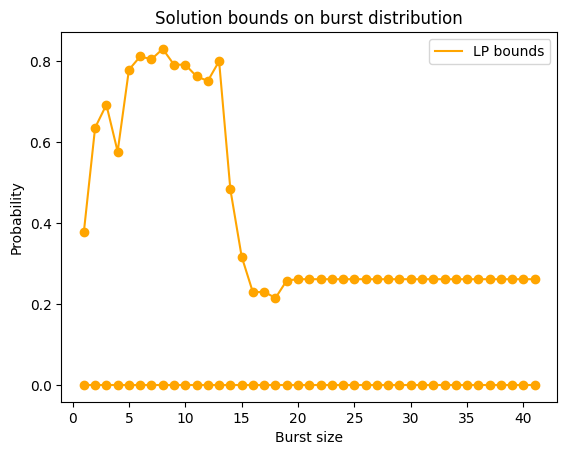 Solution bounds on burst distribution
LP bounds
Probability
0.8
0.6
0.4
0.2
0.0
0 5 10 15 20 25 30 35 40
Burst size